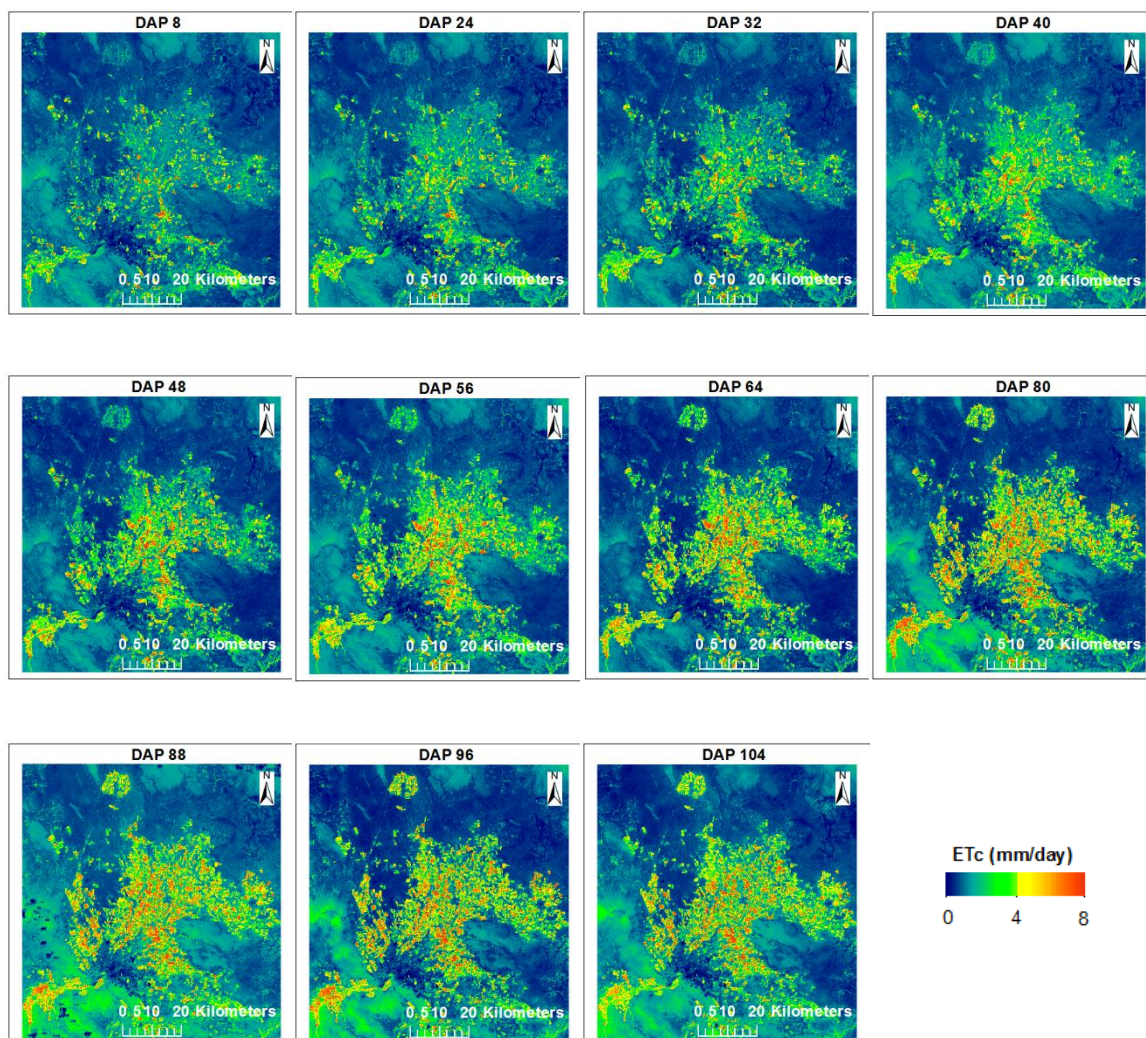 DAP 8
N
0 5 10 20 Kilometers
DAP 24
N
0 5 10 20 Kilometers
DAP 32
N
0 5 10 20 Kilometers
DAP 40
N
0 5 10 20 Kilometers
DAP 48
N
0 5 10 20 Kilometers
DAP 56
N
0 5 10 20 Kilometers
DAP 64
N
0 5 10 20 Kilometers
DAP 80
N
0 5 10 20 Kilometers
DAP 88
N
0 5 10 20 Kilometers
DAP 96
N
0 5 10 20 Kilometers
DAP 104
N
0 5 10 20 Kilometers
ETc (mm/day)
0 4 8